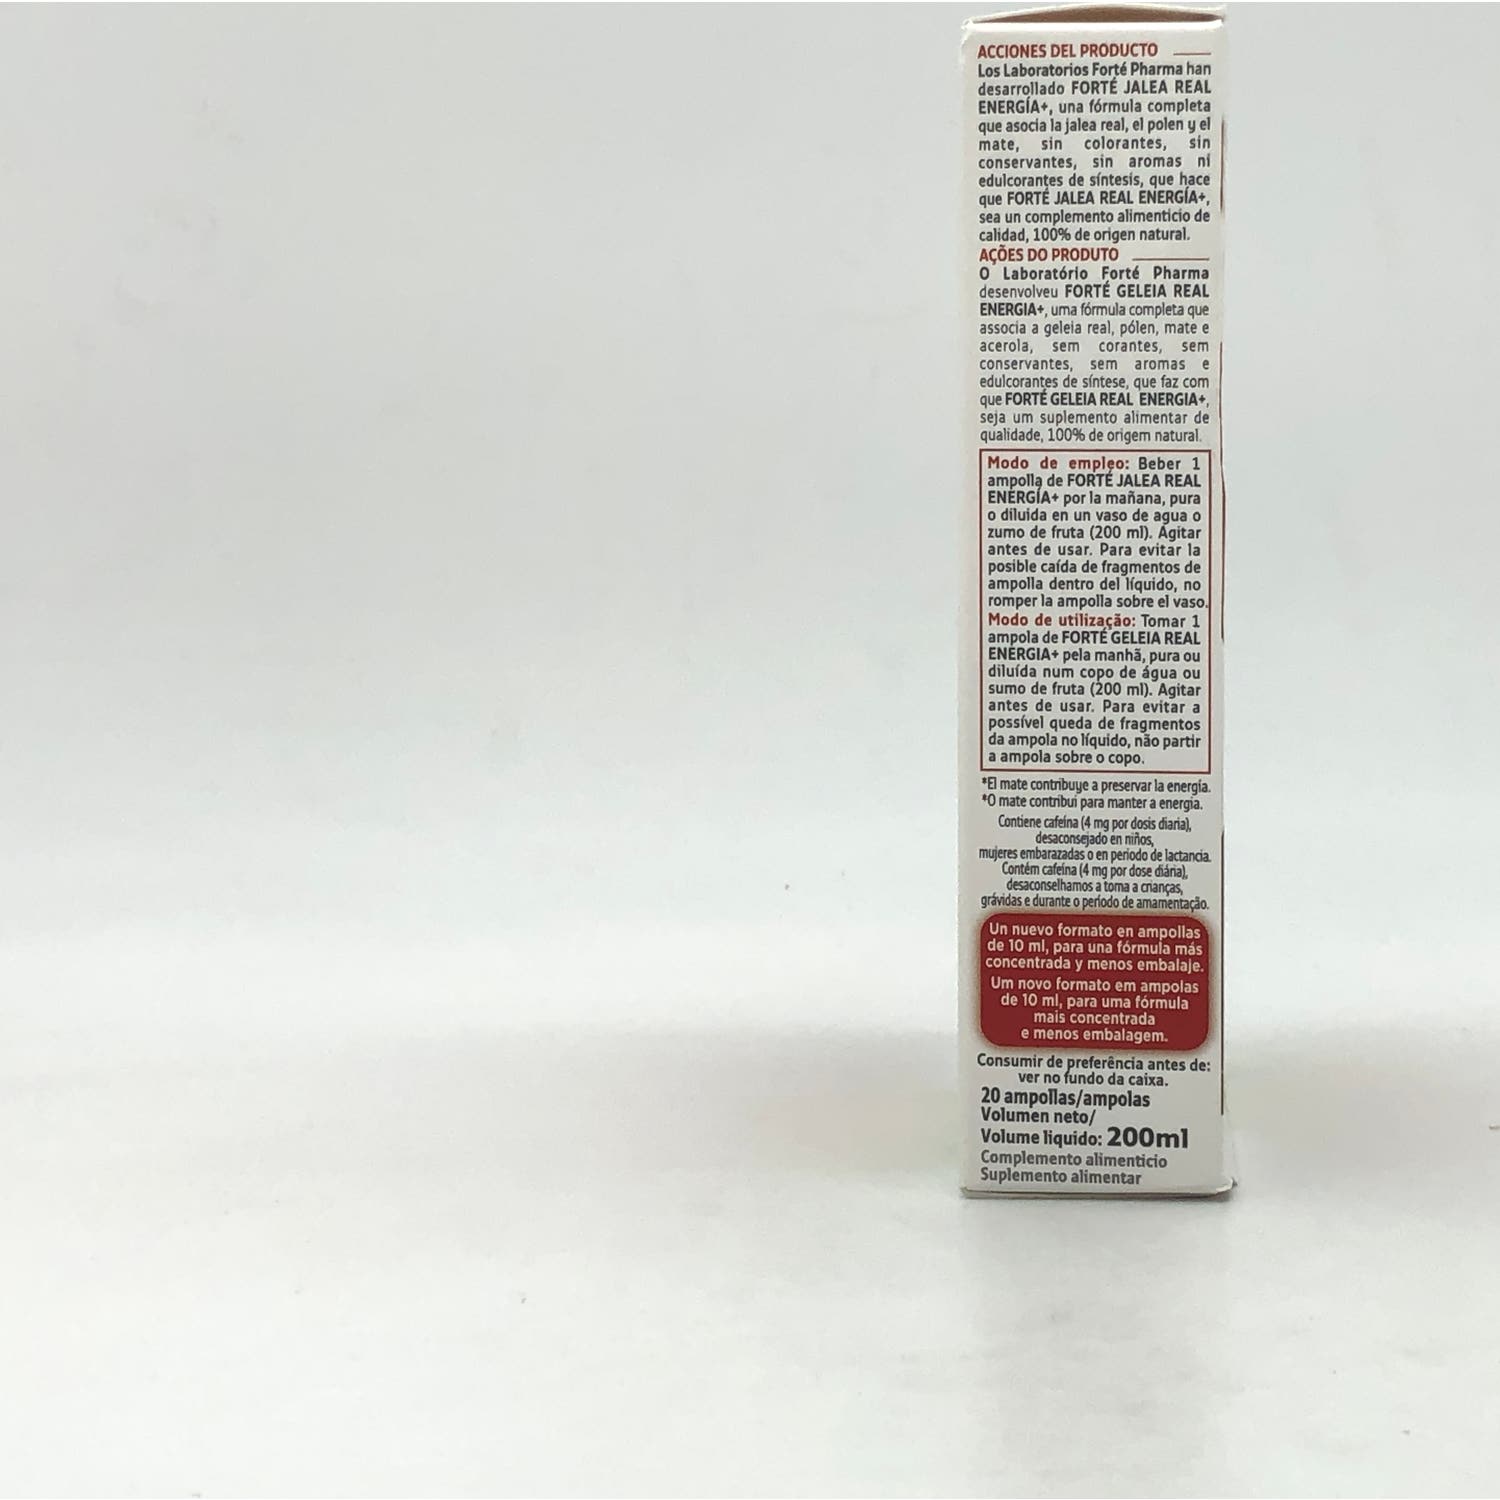 ACCIONES DEL PRODUCTO
Los Laboratorios Forté Pharma han
desarrollado FORTÉ JALEA REAL
ENERGÍA+, una fórmula completa
que asocia la jalea real, el polen y el
mate, sin colorantes, sin
conservantes, sin aromas ni
edulcorantes de síntesis, que hace
que FORTÉ JALEA REAL ENERGÍA+,
sea un complemento alimenticio de
calidad, 100% de origen natural.
AÇÕES DO PRODUTO
O Laboratório Forté Pharma
desenvolveu FORTÉ GELEIA REAL
ENERGIA+, uma fórmula completa que
associa a geleia real, pólen, mate e
acerola, sem corantes, sem
conservantes, sem aromas e
edulcorantes de síntese, que faz com
que FORTÉ GELEIA REAL ENERGIA+,
seja um suplemento alimentar de
qualidade, 100% de origem natural.
Modo de empleo: Beber 1
ampolla de FORTÉ JALEA REAL
ENERGÍA+ por la mañana, pura
o diluida en un vaso de agua o
zumo de fruta (200 ml). Agitar
antes de usar. Para evitar la
posible caída de fragmentos de
ampolla dentro del líquido, no
romper la ampolla sobre el vaso.
Modo de utilização: Tomar 1
ampola de FORTÉ GELEIA REAL
ENERGIA+ pela manhã, pura ou
diluída num copo de água ou
sumo de fruta (200 ml). Agitar
antes de usar. Para evitar a
possível queda de fragmentos
da ampola no líquido, não partir
a ampola sobre o copo.
*El mate contribuye a preservar la energía.
*O mate contribui para manter a energia.
Contiene cafeína (4 mg por dosis diaria),
desaconsejado en niños,
mujeres embarazadas o en periodo de lactancia.
Contém cafeína (4 mg por dose diária),
desaconselhamos a toma a crianças,
grávidas e durante o período de amamentação.
Un nuevo formato en ampollas
de 10 ml, para una fórmula más
concentrada y menos embalaje.
Um novo formato em ampolas
de 10 ml, para uma fórmula
mais concentrada
e menos embalagem.
Consumir de preferência antes de:
ver no fundo da caixa.
20 ampollas/ampolas
Volumen neto/
Volume liquido: 200ml
Complemento alimenticio
Suplemento alimentar